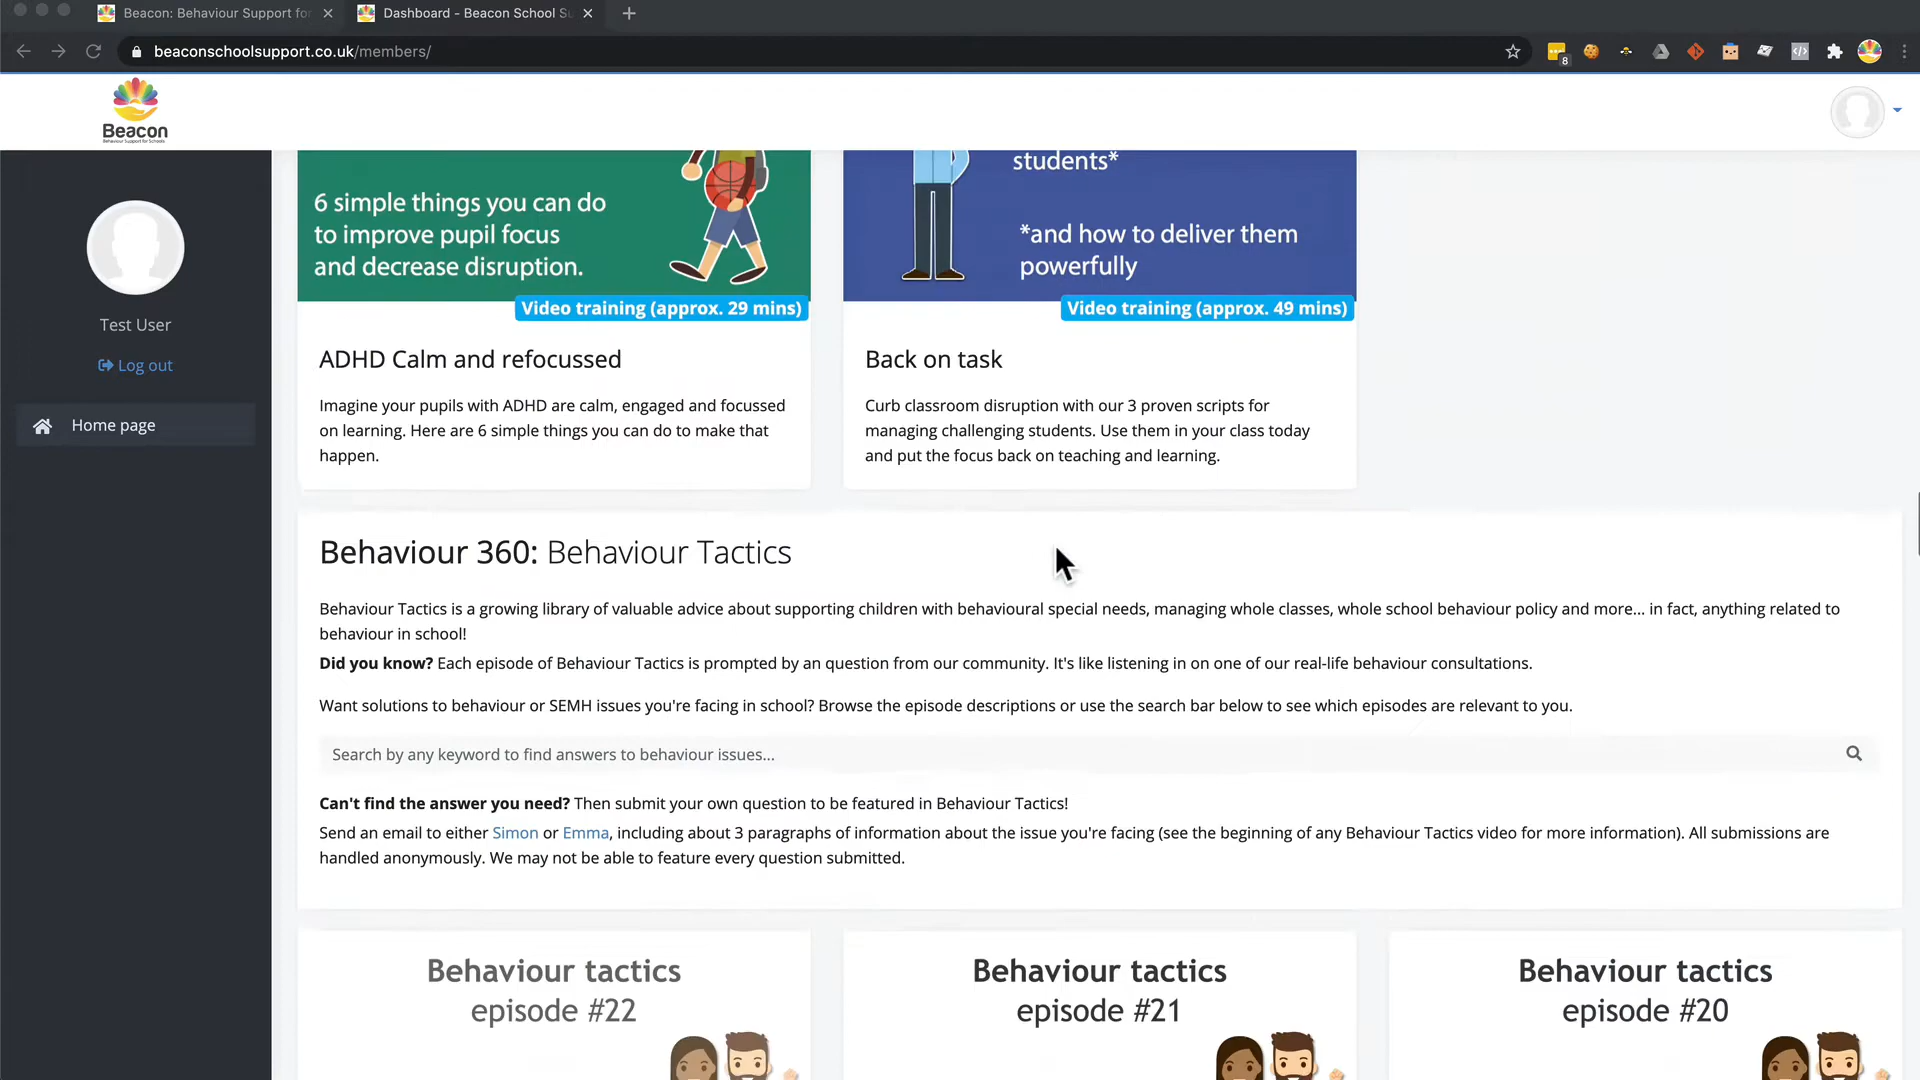 Beacon: Behaviour Support for
Dashboard - Beacon School Su
beaconschoolsupport.co.uk/members/
8
Beacon
Behaviour Support for Schools
Test User
Log out
Home page
6 simple things you can do
to improve pupil focus
and decrease disruption.
Video training (approx. 29 mins)
ADHD Calm and refocussed
Imagine your pupils with ADHD are calm, engaged and focussed
on learning. Here are 6 simple things you can do to make that
happen.
students*
*and how to deliver them
powerfully
Video training (approx. 49 mins)
Back on task
Curb classroom disruption with our 3 proven scripts for
managing challenging students. Use them in your class today
and put the focus back on teaching and learning.
Behaviour 360: Behaviour Tactics
Behaviour Tactics is a growing library of valuable advice about supporting children with behavioural special needs, managing whole classes, whole school behaviour policy and more... in fact, anything related to
behaviour in school!
Did you know? Each episode of Behaviour Tactics is prompted by an question from our community. It's like listening in on one of our real-life behaviour consultations.
Want solutions to behaviour or SEMH issues you're facing in school? Browse the episode descriptions or use the search bar below to see which episodes are relevant to you.
Search by any keyword to find answers to behaviour issues...
Can't find the answer you need? Then submit your own question to be featured in Behaviour Tactics!
Send an email to either Simon or Emma, including about 3 paragraphs of information about the issue you're facing (see the beginning of any Behaviour Tactics video for more information). All submissions are
handled anonymously. We may not be able to feature every question submitted.
Behaviour tactics
episode #22
Behaviour tactics
episode #21
Behaviour tactics
episode #20